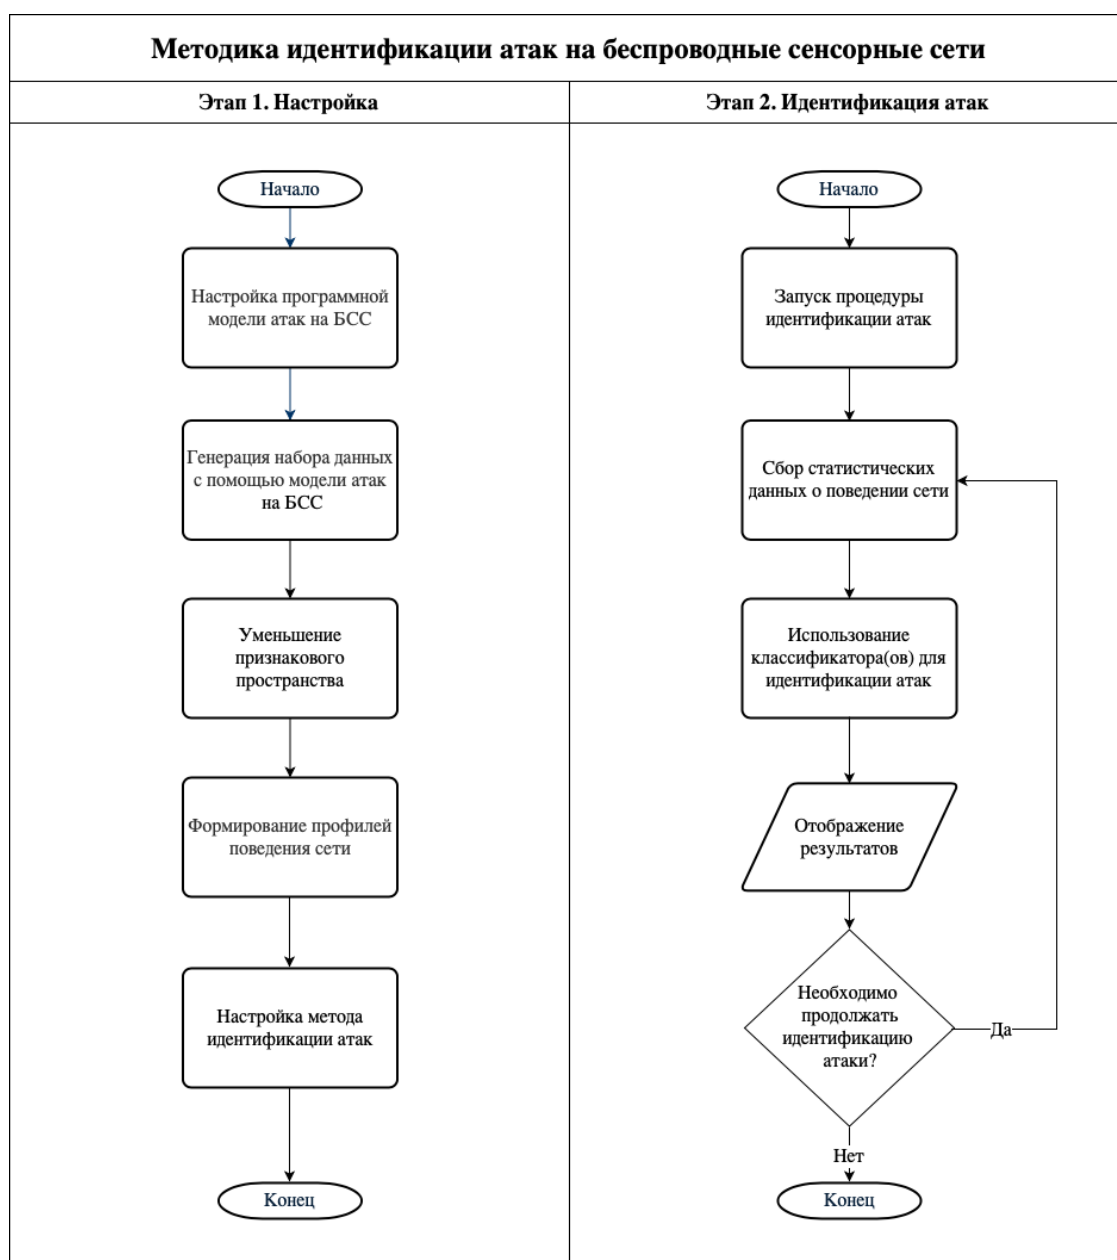 Методика идентификации атак на беспроводные сенсорные сети
Этап 1. Настройка
Начало
Настройка программной
модели атак на БСС
Генерация набора данных
с помощью модели атак
на БСС
Уменьшение
признакового
пространства
Формирование профилей
поведения сети
Настройка метода
идентификации атак
Конец
Этап 2. Идентификация атак
Начало
Запуск процедуры
идентификации атак
Сбор статистических
данных о поведении сети
Использование
классификатора(ов) для
идентификации атак
Отображение
результатов
Необходимо
продолжать
идентификацию
атаки?
Да
Нет
Конец